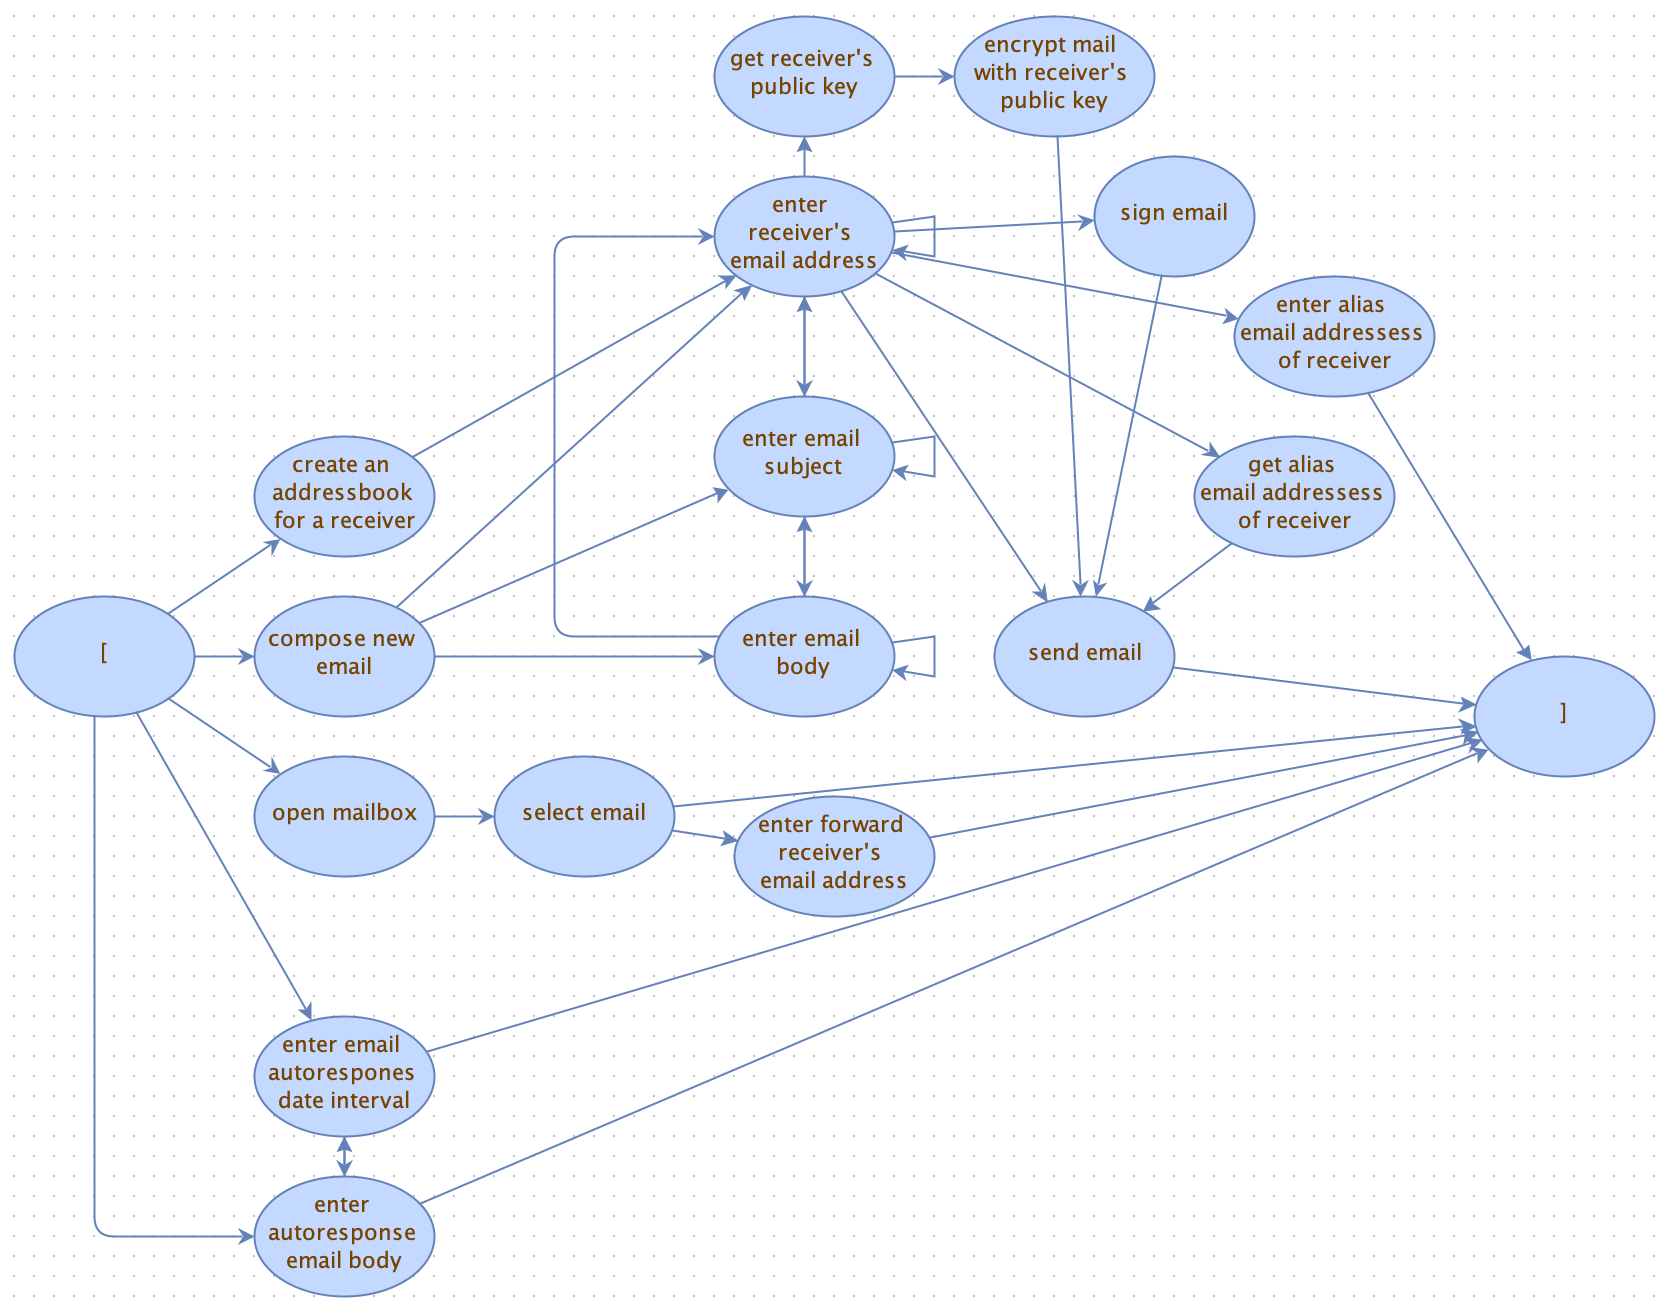 get receiver's
public key
encrypt mail
with receiver's
public key
enter
receiver's
email address
sign email
enter alias
email addressess
of receiver
enter email
subject
create an
addressbook
for a receiver
get alias
email addressess
of receiver
[
compose new
email
enter email
body
send email
]
open mailbox
select email
enter forward
receiver's
email address
enter email
autorespones
date interval
enter
autoresponse
email body